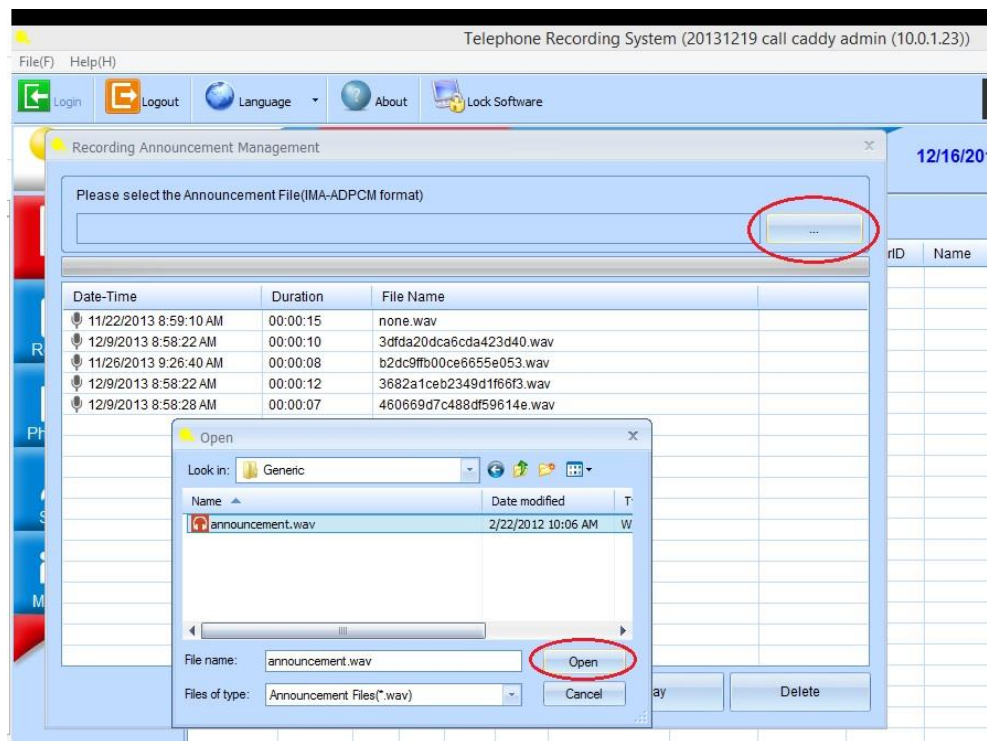 Telephone Recording System (20131219 call caddy admin (10.0.1.23))
File(F) Help(H)
Login Logout Language About Lock Software
Recording Announcement Management
12/16/201
Please select the Announcement File(IMA-ADPCM format)
...
rID Name
Date-Time Duration File Name
11/22/2013 8:59:10 AM 00:00:15 none.wav
12/9/2013 8:58:22 AM 00:00:10 3dfda20dca6cda423d40.wav
11/26/2013 9:26:40 AM 00:00:08 b2dc9ffb00ce6655e053.wav
12/9/2013 8:58:22 AM 00:00:12 3682a1ceb2349d1f66f3.wav
12/9/2013 8:58:28 AM 00:00:07 460669d7c488df59614e.wav
R
Ph
S
M
Open
Look in: Generic
Name Date modified T
announcement.wav 2/22/2012 10:06 AM W
File name: announcement.wav Open
Files of type: Announcement Files(*.wav) Cancel
ay Delete